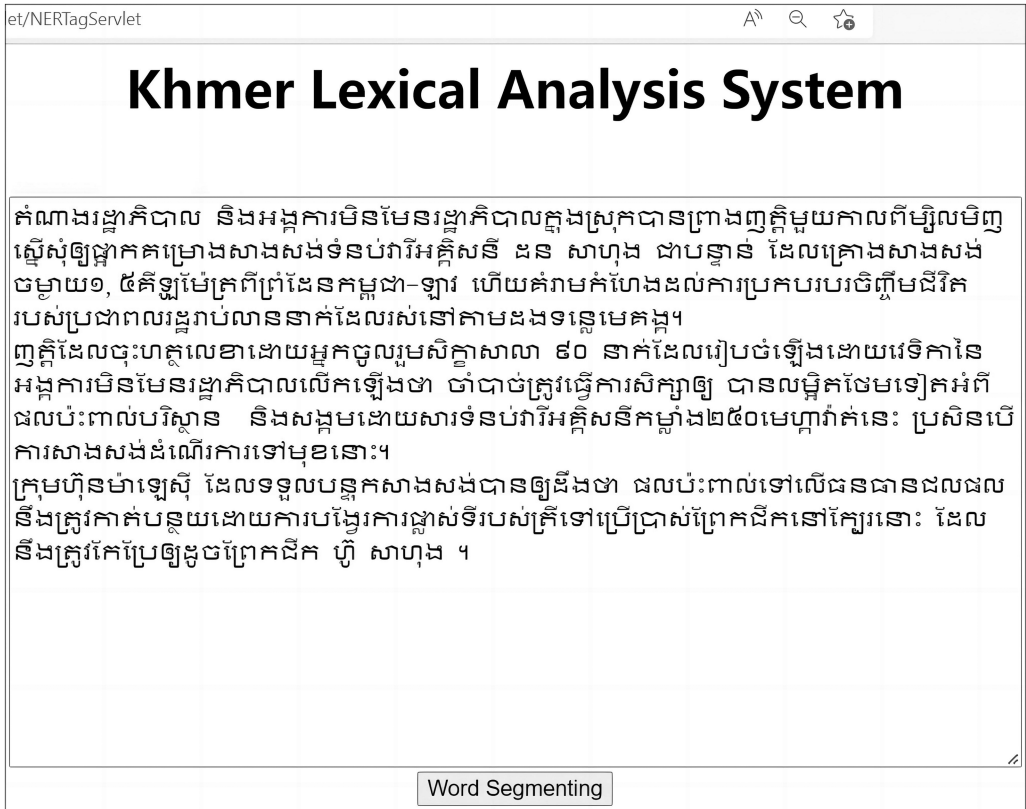 et/NERTagServlet
Khmer Lexical Analysis System
តំណាងរដ្ឋាភិបាល និងអង្គការមិនមែនរដ្ឋាភិបាលក្នុងស្រុកបានព្រាងញត្តិមួយកាលពីម្សិលមិញ
ស្នើសុំឲ្យផ្អាកគម្រោងសាងសង់ទំនប់វារីអគ្គិសនី ដន សាហុង ជាបន្ទាន់ ដែលគ្រោងសាងសង់
ចម្ងាយ១, ៥គីឡូម៉ែត្រពីព្រំដែនកម្ពុជា-ឡាវ ហើយគំរាមកំហែងដល់ការប្រកបរបរចិញ្ចឹមជីវិត
របស់ប្រជាពលរដ្ឋរាប់លាននាក់ដែលរស់នៅតាមដងទន្លេមេគង្គ។
ញត្តិដែលចុះហត្ថលេខាដោយអ្នកចូលរួមសិក្ខាសាលា ៩០ នាក់ដែលរៀបចំឡើងដោយវេទិកានៃ
អង្គការមិនមែនរដ្ឋាភិបាលលើកឡើងថា ចាំបាច់ត្រូវធ្វើការសិក្សាឲ្យ បានលម្អិតថែមទៀតអំពី
ផលប៉ះពាល់បរិស្ថាន និងសង្គមដោយសារទំនប់វារីអគ្គិសនីកម្លាំង២៥០មេហ្កាវ៉ាត់នេះ ប្រសិនបើ
ការសាងសង់ដំណើរការទៅមុខនោះ។
ក្រុមហ៊ុនម៉ាឡេស៊ី ដែលទទួលបន្ទុកសាងសង់បានឲ្យដឹងថា ផលប៉ះពាល់ទៅលើធនធានជលផល
នឹងត្រូវកាត់បន្ថយដោយការបង្វែរការផ្លាស់ទីរបស់ត្រីទៅប្រើប្រាស់ព្រែកជីកនៅក្បែរនោះ ដែល
នឹងត្រូវកែប្រែឲ្យដូចព្រែកជីក ហ៊ូ សាហុង ។
Word Segmenting